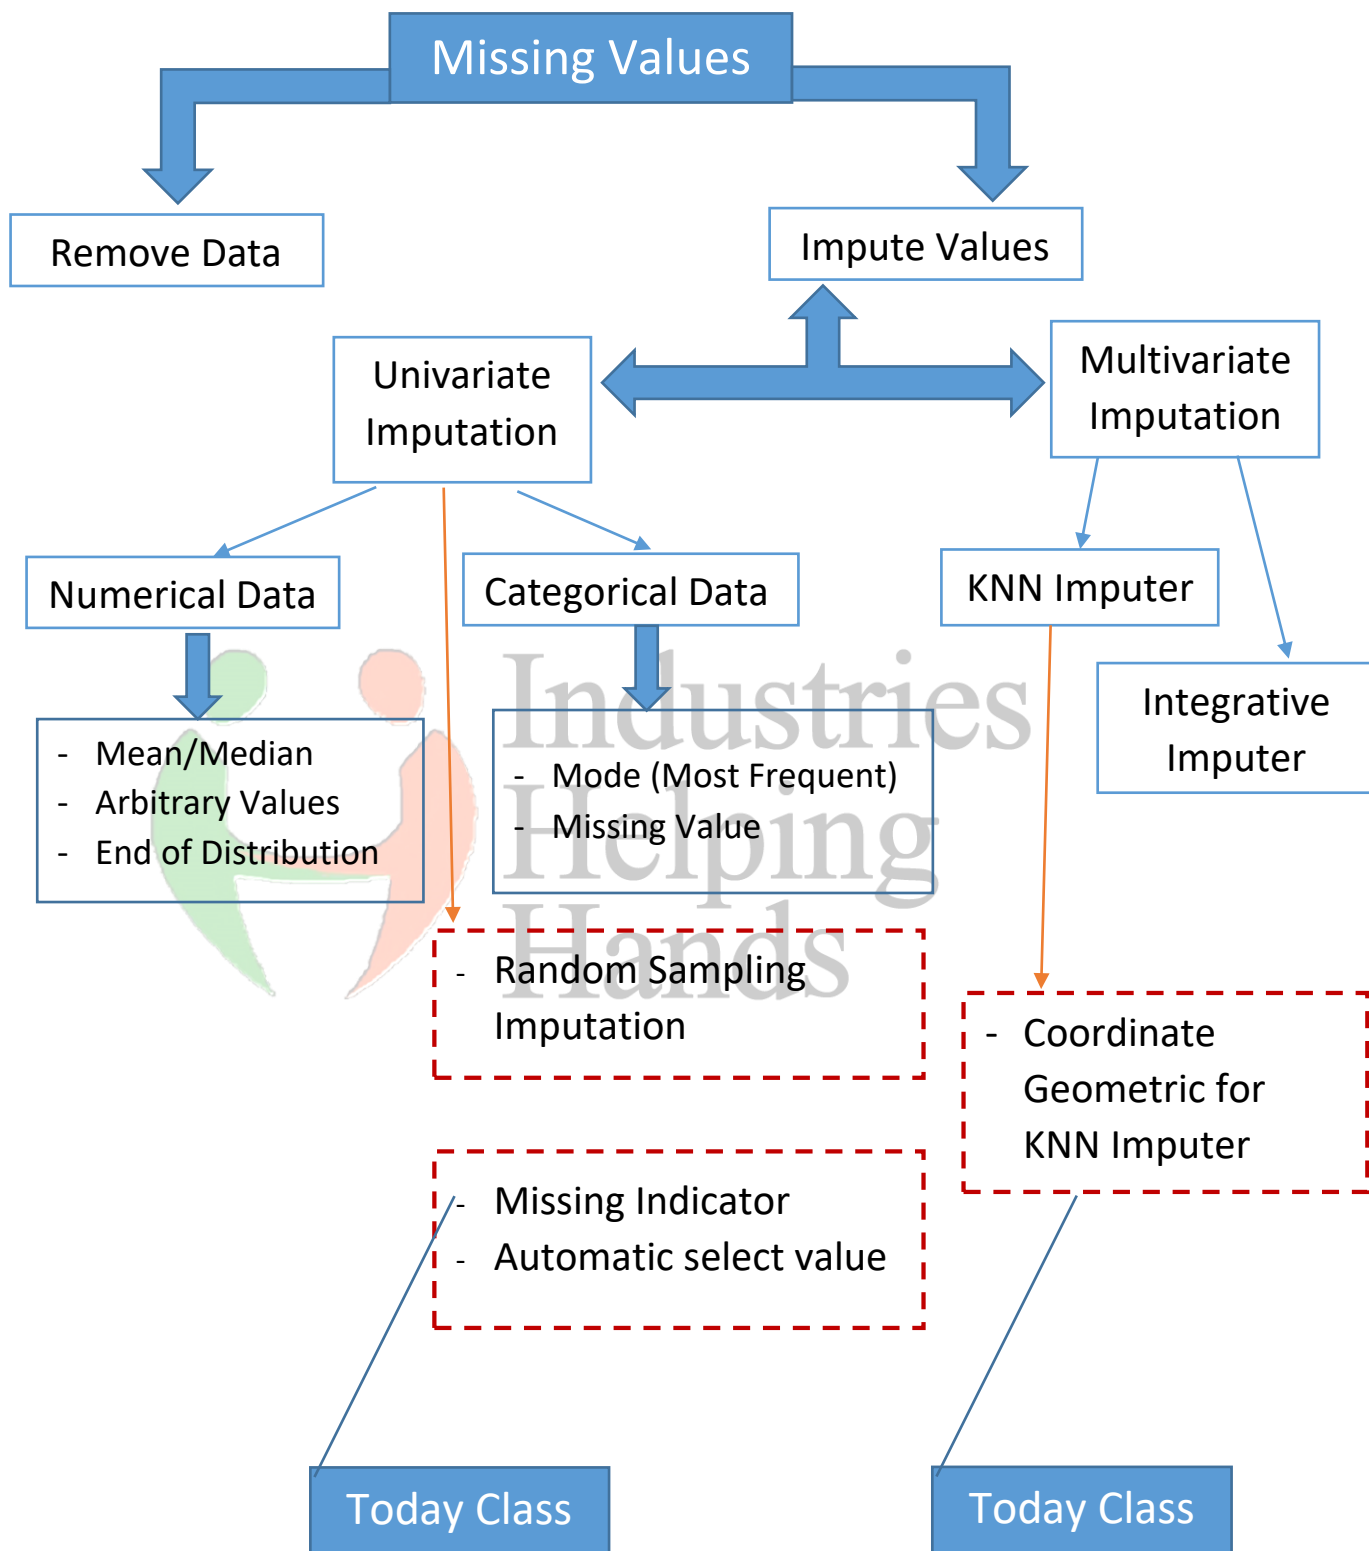 Missing Values
Remove Data
Impute Values
Univariate
Imputation
Multivariate
Imputation
Numerical Data
Categorical Data
KNN Imputer
Integrative
Imputer
- Mean/Median
- Arbitrary Values
- End of Distribution
- Mode (Most Frequent)
- Missing Value
Industries
Helping
Hands
- Random Sampling
Imputation
- Coordinate
Geometric for
KNN Imputer
- Missing Indicator
- Automatic select value
Today Class
Today Class